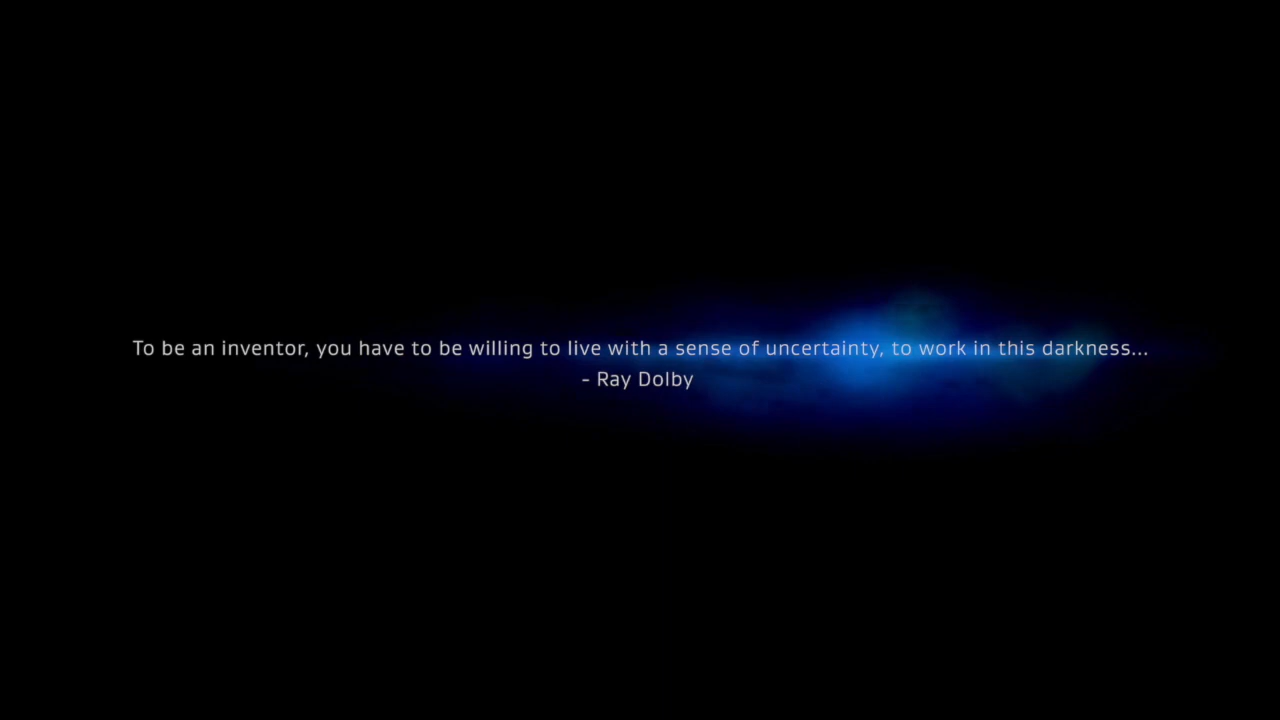 To be an inventor, you have to be willing to live with a sense of uncertainty, to work in this darkness...
- Ray Dolby